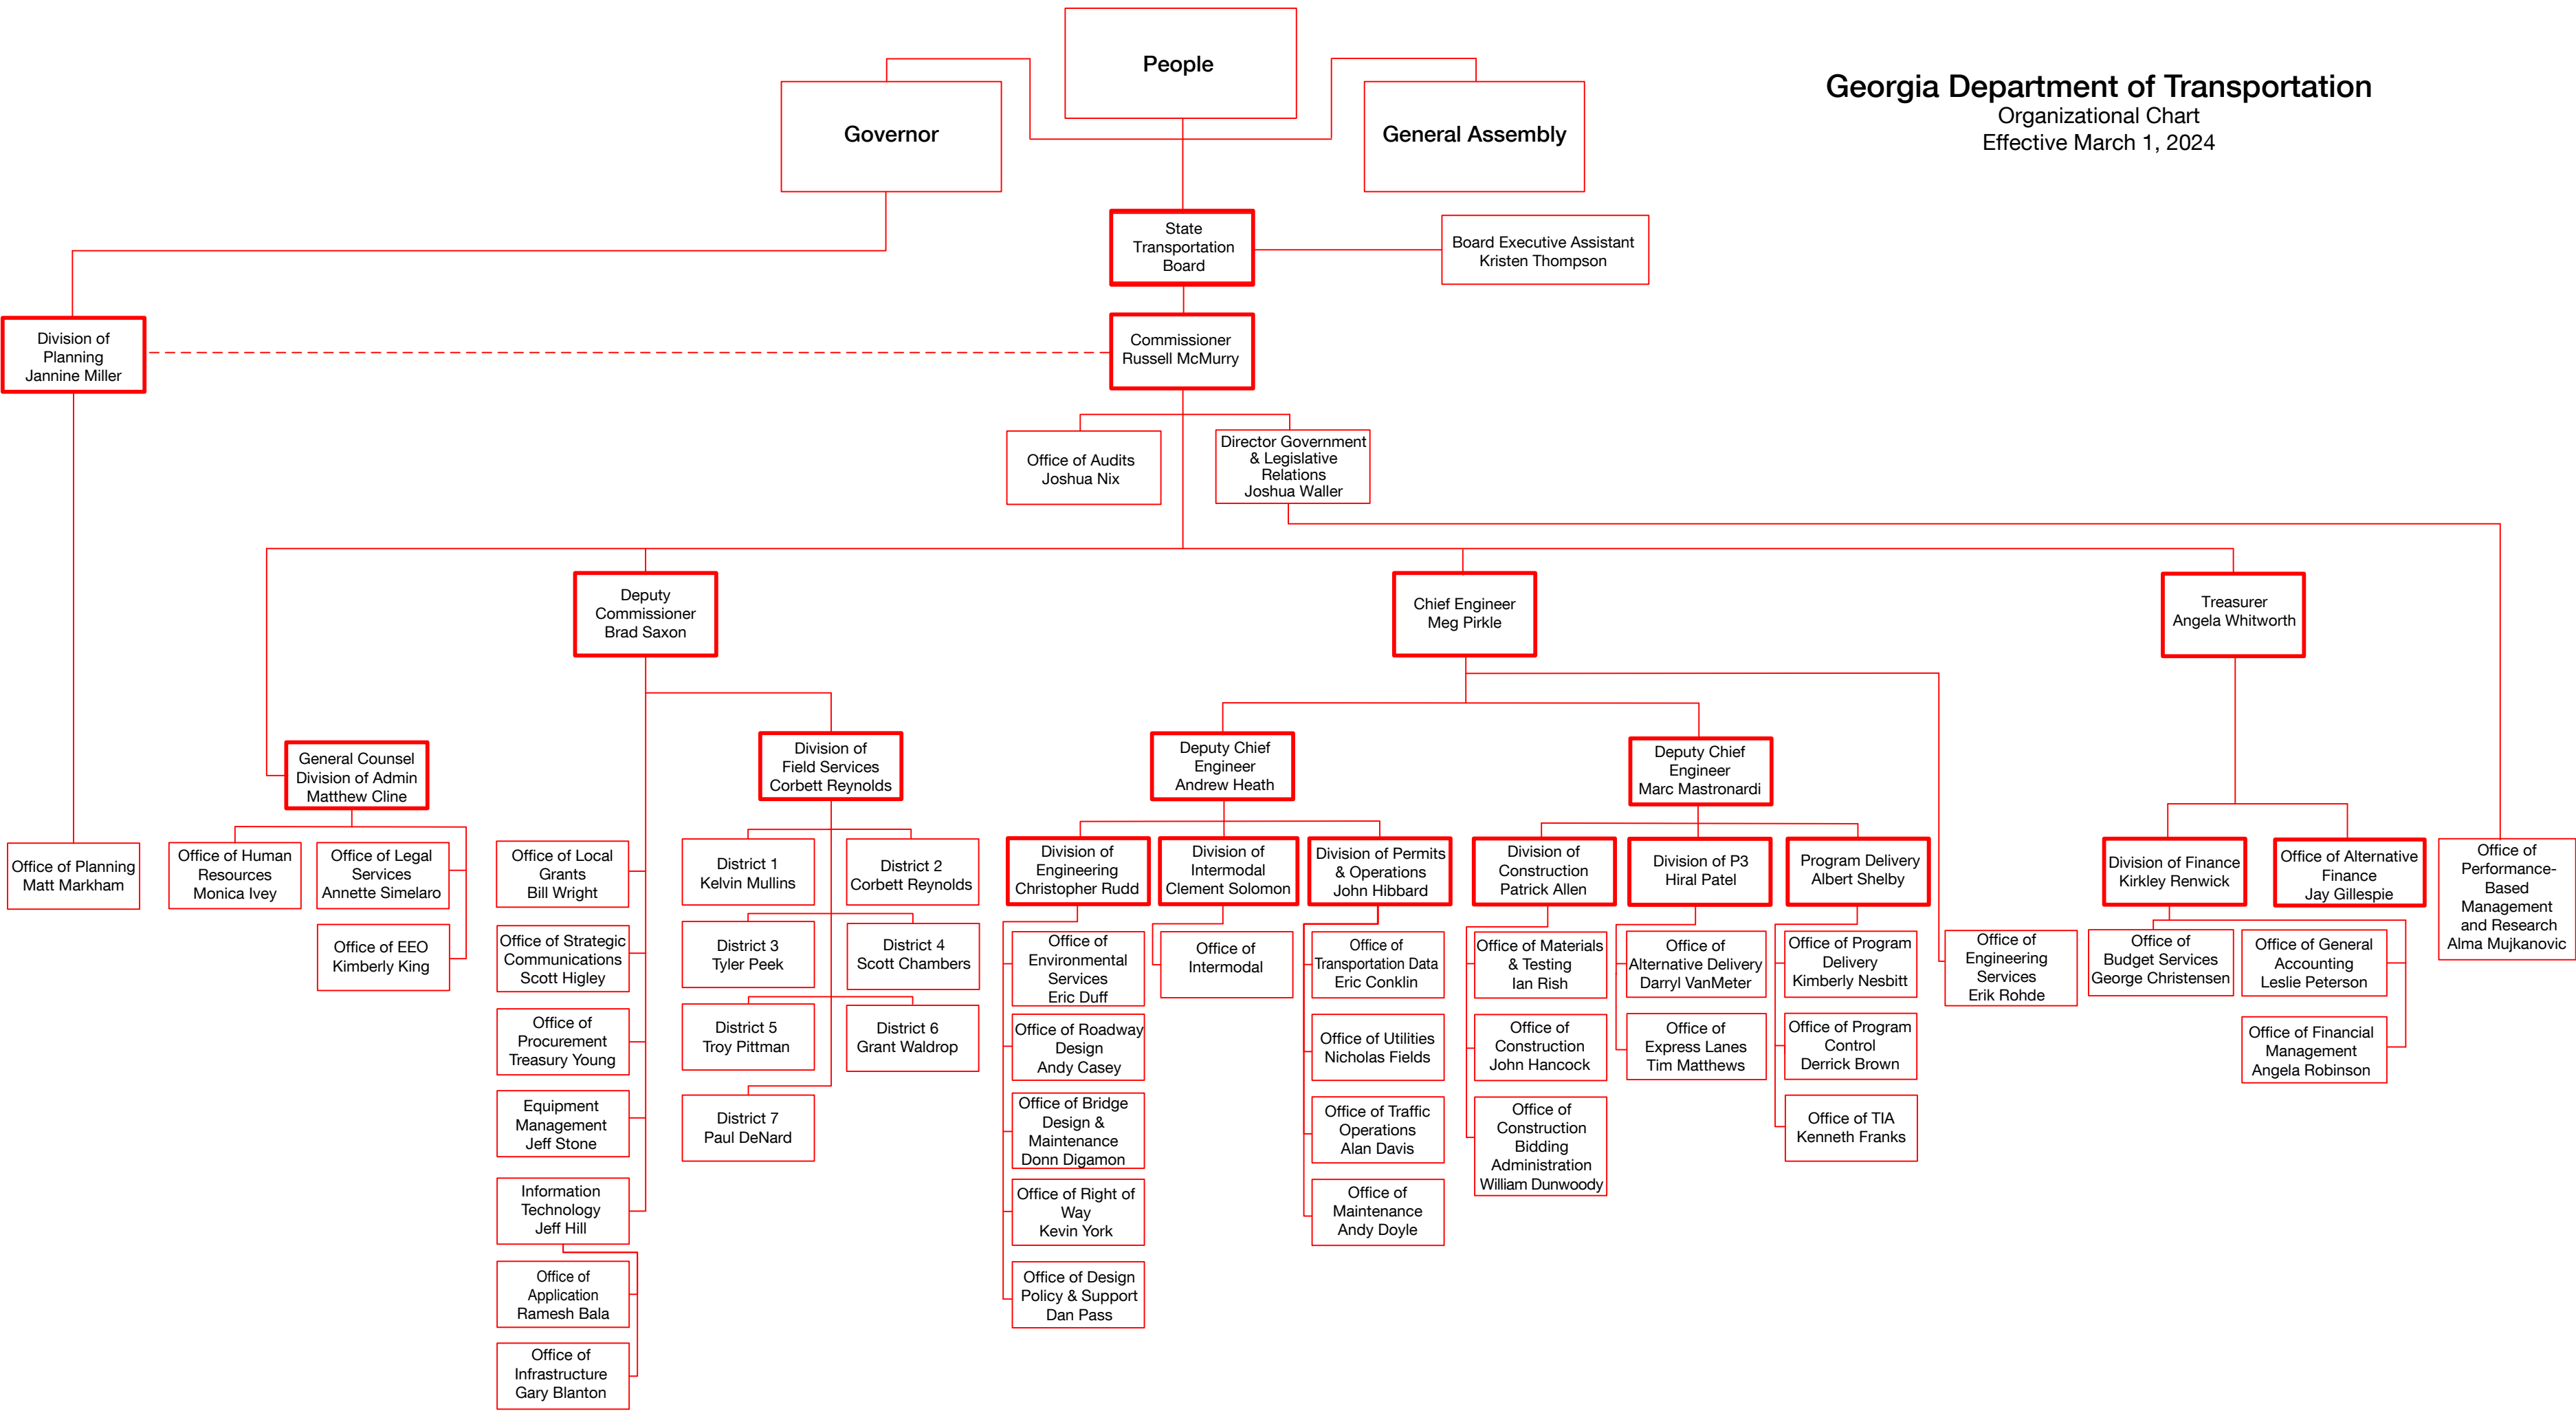 People
Governor
General Assembly
Georgia Department of Transportation
Organizational Chart
Effective March 1, 2024
State
Transportation
Board
Board Executive Assistant
Kristen Thompson
Division of
Planning
Jannine Miller
Commissioner
Russell McMurry
Office of Audits
Joshua Nix
Director Government
& Legislative
Relations
Joshua Waller
Deputy
Commissioner
Brad Saxon
Chief Engineer
Meg Pirkle
Treasurer
Angela Whitworth
General Counsel
Division of Admin
Matthew Cline
Division of
Field Services
Corbett Reynolds
Deputy Chief
Engineer
Andrew Heath
Deputy Chief
Engineer
Marc Mastronardi
Office of Planning
Matt Markham
Office of Human
Resources
Monica Ivey
Office of Legal
Services
Annette Simelaro
Office of EEO
Kimberly King
Office of Local
Grants
Bill Wright
Office of Strategic
Communications
Scott Higley
Office of
Procurement
Treasury Young
Equipment
Management
Jeff Stone
Information
Technology
Jeff Hill
Office of
Application
Ramesh Bala
Office of
Infrastructure
Gary Blanton
District 1
Kelvin Mullins
District 2
Corbett Reynolds
District 3
Tyler Peek
District 4
Scott Chambers
District 5
Troy Pittman
District 6
Grant Waldrop
District 7
Paul DeNard
Division of
Engineering
Christopher Rudd
Office of
Environmental
Services
Eric Duff
Office of Roadway
Design
Andy Casey
Office of Bridge
Design &
Maintenance
Donn Digamon
Office of Right of
Way
Kevin York
Office of Design
Policy & Support
Dan Pass
Division of
Intermodal
Clement Solomon
Office of
Intermodal
Division of Permits
& Operations
John Hibbard
Office of
Transportation Data
Eric Conklin
Office of Utilities
Nicholas Fields
Office of Traffic
Operations
Alan Davis
Office of
Maintenance
Andy Doyle
Division of
Construction
Patrick Allen
Office of Materials
& Testing
Ian Rish
Office of
Construction
John Hancock
Office of
Construction
Bidding
Administration
William Dunwoody
Division of P3
Hiral Patel
Office of
Alternative Delivery
Darryl VanMeter
Office of
Express Lanes
Tim Matthews
Program Delivery
Albert Shelby
Office of Program
Delivery
Kimberly Nesbitt
Office of Program
Control
Derrick Brown
Office of TIA
Kenneth Franks
Office of
Engineering
Services
Erik Rohde
Division of Finance
Kirkley Renwick
Office of
Budget Services
George Christensen
Office of General
Accounting
Leslie Peterson
Office of Financial
Management
Angela Robinson
Office of Alternative
Finance
Jay Gillespie
Office of
Performance-
Based
Management
and Research
Alma Mujkanovic